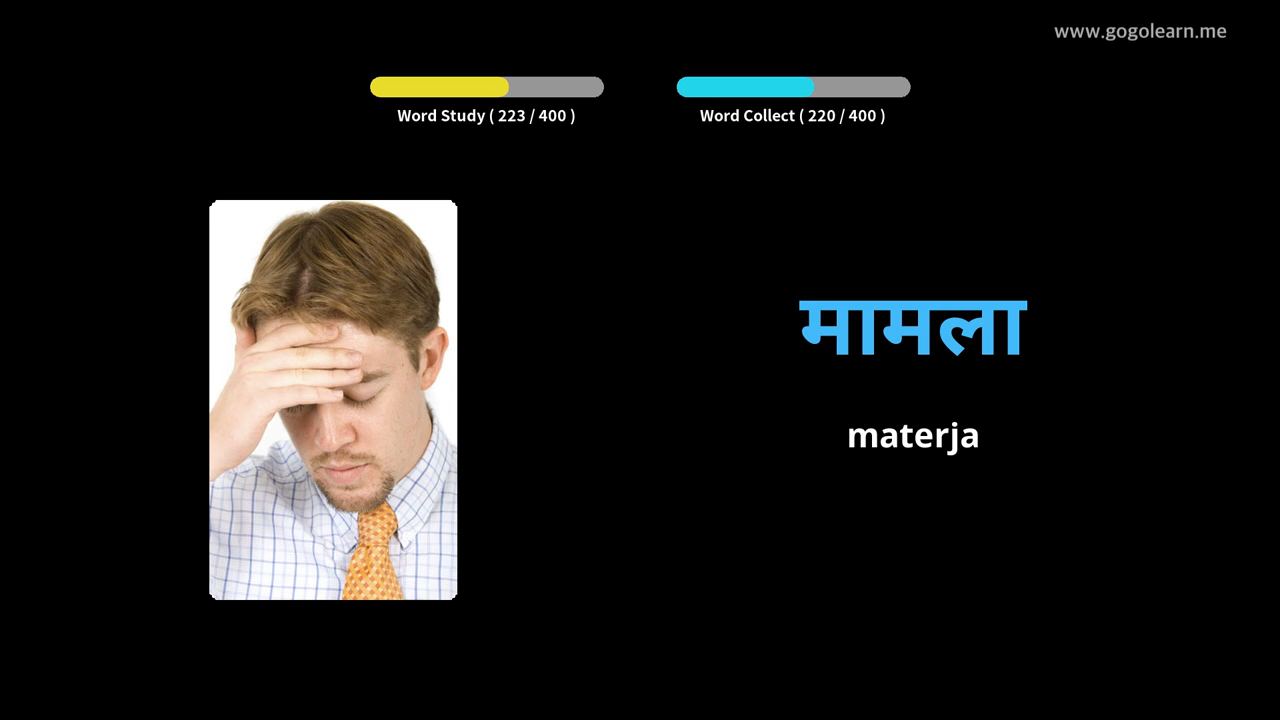 www.gogolearn.me
Word Study ( 223 / 400 )
Word Collect ( 220 / 400 )
मामला
materja